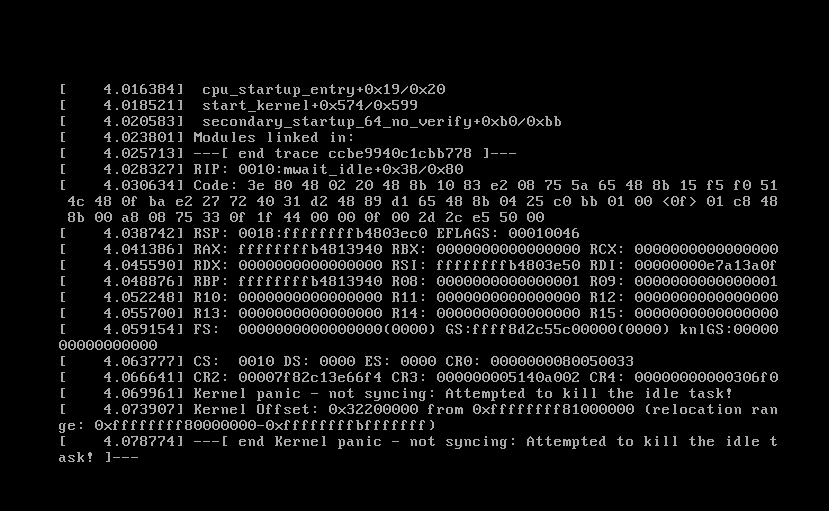 [    4.016384]  cpu_startup_entry+0x19/0x20
[    4.018521]  start_kernel+0x574/0x599
[    4.020583]  secondary_startup_64_no_verify+0xb0/0xbb
[    4.023801] Modules linked in:
[    4.025713] ---[ end trace ccbe9940c1cbb778 ]---
[    4.028327] RIP: 0010:mwait_idle+0x38/0x80
[    4.030634] Code: 3e 80 48 02 20 48 8b 10 83 e2 08 75 5a 65 48 8b 15 f5 f0 51
 4c 48 0f ba e2 27 72 40 31 d2 48 89 d1 65 48 8b 04 25 c0 bb 01 00 <0f> 01 c8 48
 8b 00 a8 08 75 33 0f 1f 44 00 00 0f 00 2d 2c e5 50 00
[    4.038742] RSP: 0018:ffffffffb4803ec0 EFLAGS: 00010046
[    4.041386] RAX: ffffffffb4813940 RBX: 0000000000000000 RCX: 0000000000000000
[    4.045590] RDX: 0000000000000000 RSI: ffffffffb4803e50 RDI: 00000000e7a13a0f
[    4.048876] RBP: ffffffffb4813940 R08: 0000000000000001 R09: 0000000000000001
[    4.052248] R10: 0000000000000000 R11: 0000000000000000 R12: 0000000000000000
[    4.055700] R13: 0000000000000000 R14: 0000000000000000 R15: 0000000000000000
[    4.059154] FS:  0000000000000000(0000) GS:ffff8d2c55c00000(0000) knlGS:00000
00000000000
[    4.063777] CS:  0010 DS: 0000 ES: 0000 CR0: 0000000080050033
[    4.066641] CR2: 00007f82c13e66f4 CR3: 000000005140a002 CR4: 00000000000306f0
[    4.069961] Kernel panic - not syncing: Attempted to kill the idle task!
[    4.073907] Kernel Offset: 0x32200000 from 0xffffffff81000000 (relocation ran
ge: 0xffffffff80000000-0xffffffffbfffffff)
[    4.078774] ---[ end Kernel panic - not syncing: Attempted to kill the idle t
ask! ]---